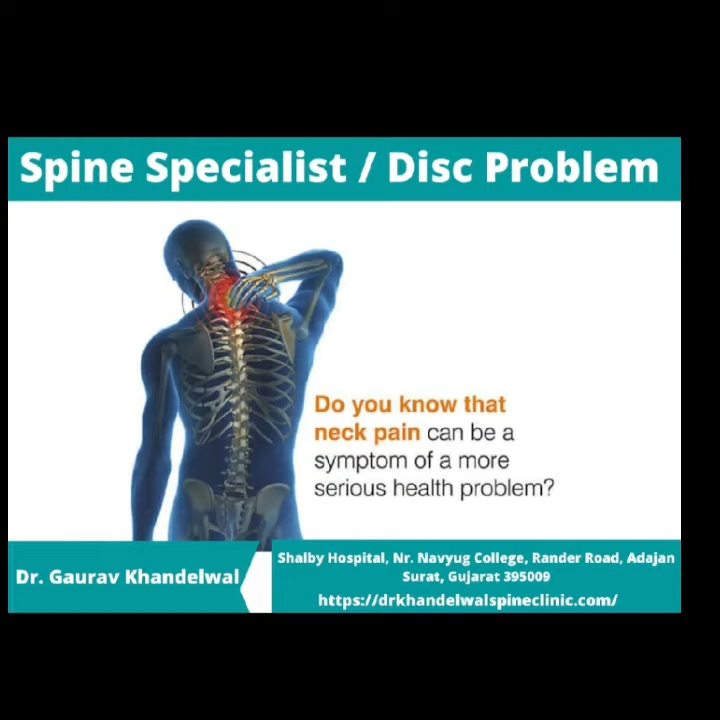 Spine Specialist / Disc Problem
Do you know that
neck pain can be a
symptom of a more
serious health problem?
Dr. Gaurav Khandelwal
Shalby Hospital, Nr. Navyug College, Rander Road, Adajan
Surat, Gujarat 395009
https://drkhandelwalspineclinic.com/